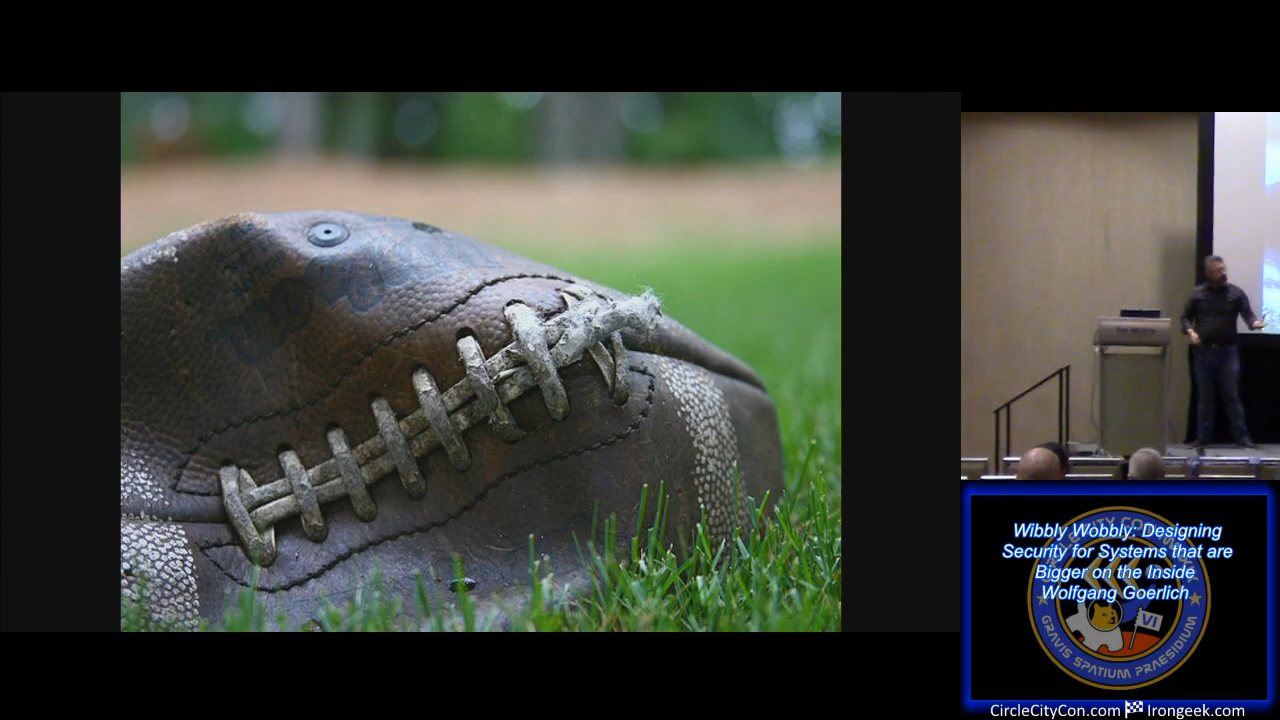 Wibbly Wobbly: Designing
Security for Systems that are
Bigger on the Inside
Wolfgang Goerlich
VI
GRAVIS SPATIUM PRAESIDIUM
CircleCityCon.com Irongeek.com